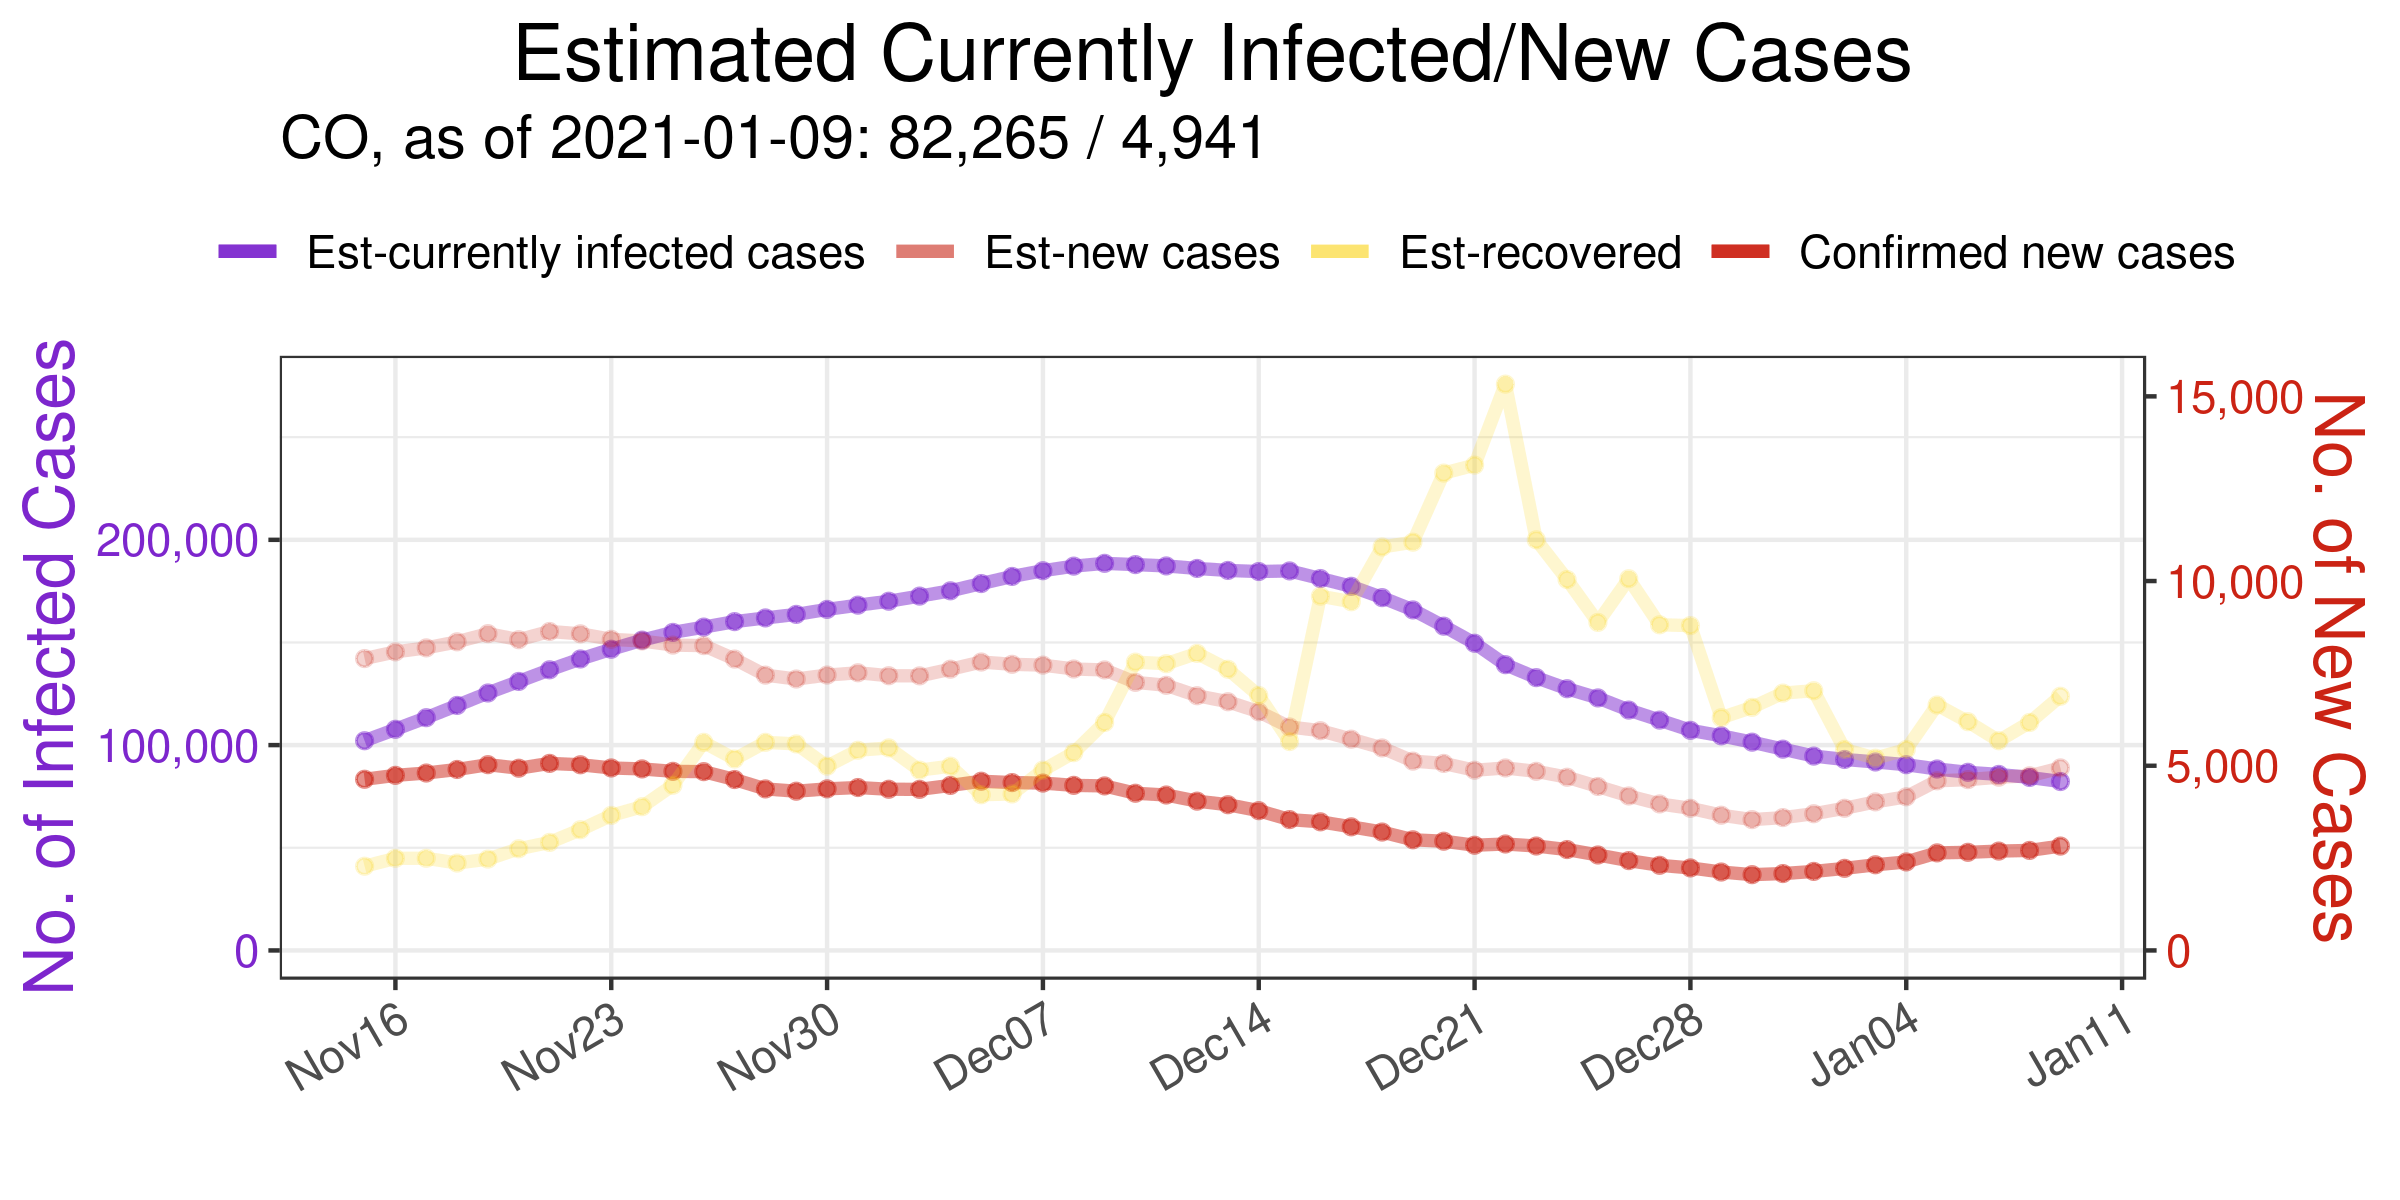 Estimated Currently Infected/New Cases
CO, as of 2021-01-09: 82,265 / 4,941
Est-currently infected cases Est-new cases Est-recovered Confirmed new cases
No. of Infected Cases
200,000
100,000
0
15,000
10,000
5,000
0
No. of New Cases
Nov16 Nov23 Nov30 Dec07 Dec14 Dec21 Dec28 Jan04 Jan11